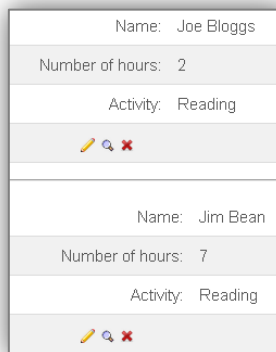 Name: Joe Bloggs
Number of hours: 2
Activity: Reading
Name: Jim Bean
Number of hours: 7
Activity: Reading